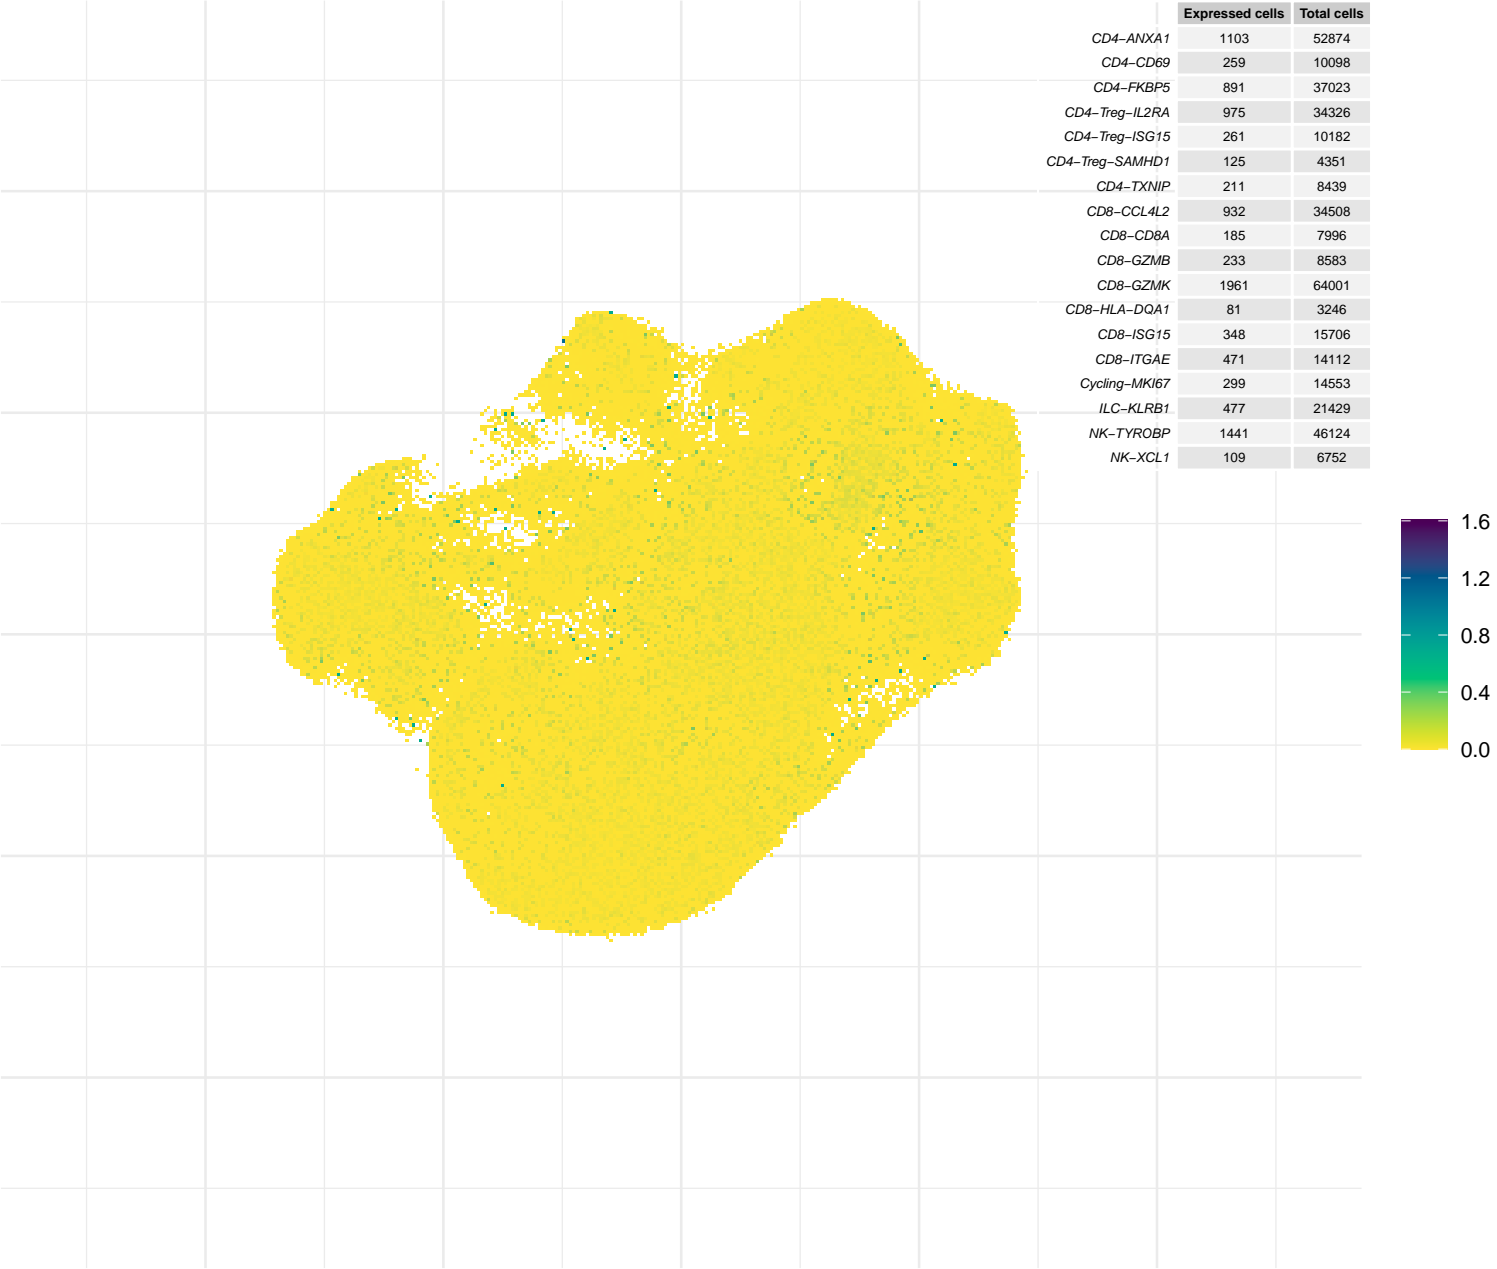 Expressed cells Total cells
CD4−ANXA1 1103 52874
CD4−CD69 259 10098
CD4−FKBP5 891 37023
CD4−Treg−IL2RA 975 34326
CD4−Treg−ISG15 261 10182
CD4−Treg−SAMHD1 125 4351
CD4−TXNIP 211 8439
CD8−CCL4L2 932 34508
CD8−CD8A 185 7996
CD8−GZMB 233 8583
CD8−GZMK 1961 64001
CD8−HLA−DQA1 81 3246
CD8−ISG15 348 15706
CD8−ITGAE 471 14112
Cycling−MKI67 299 14553
ILC−KLRB1 477 21429
NK−TYROBP 1441 46124
NK−XCL1 109 6752
1.6
1.2
0.8
0.4
0.0